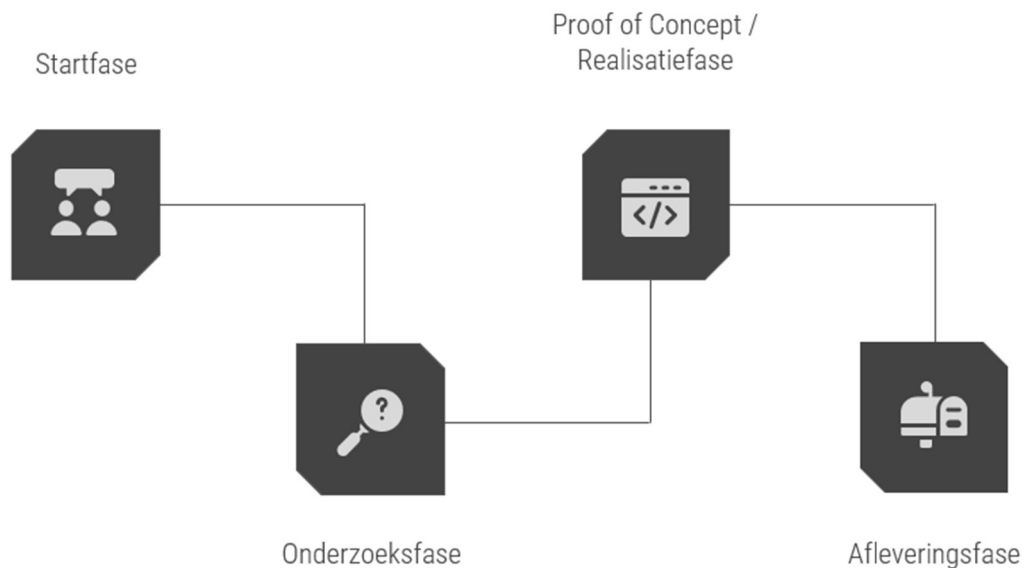 Startfase
Onderzoeksfase
Proof of Concept /
Realisatiefase
Afleveringsfase